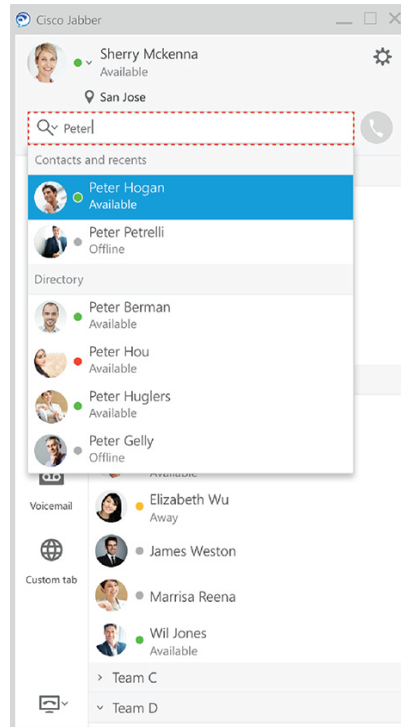 Cisco Jabber
Sherry Mckenna
Available
San Jose
Peter
Contacts and recents
Peter Hogan
Available
Peter Petrelli
Offline
Directory
Peter Berman
Available
Peter Hou
Available
Peter Huglers
Available
Peter Gelly
Offline
Available
Voicemail
Elizabeth Wu
Away
James Weston
Custom tab
Marrisa Reena
Wil Jones
Available
Team C
Team D